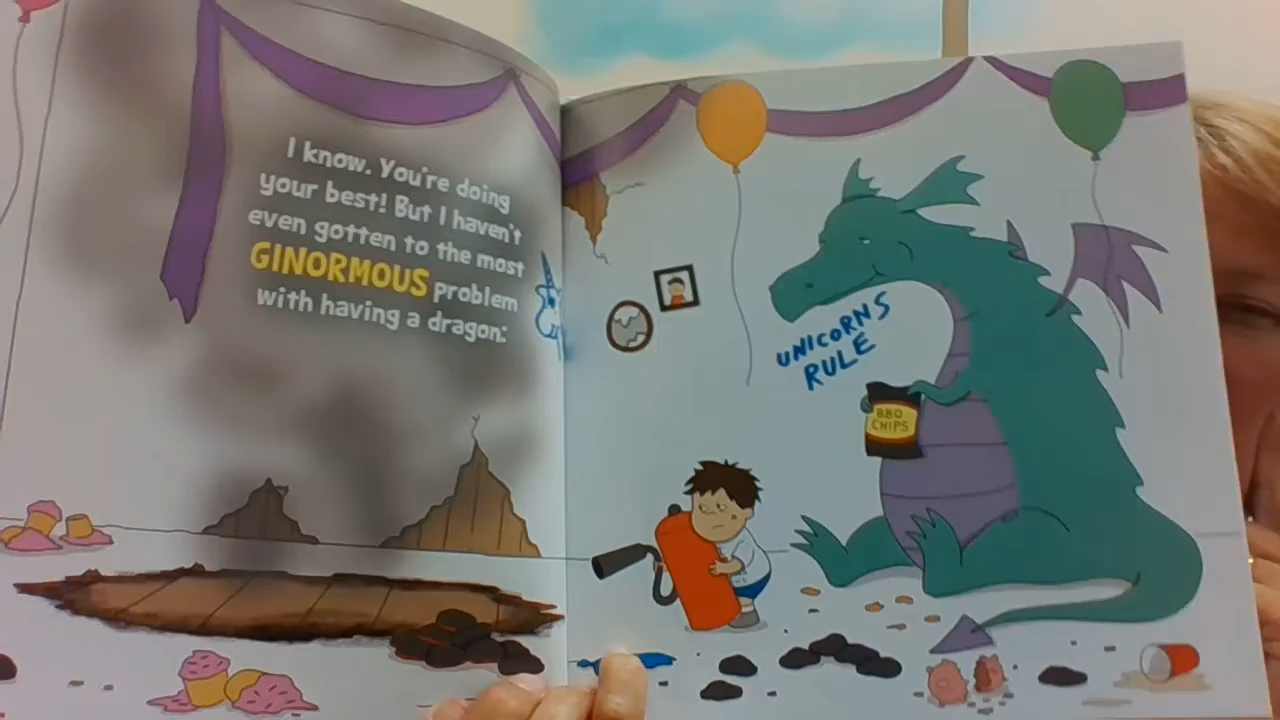 I know. You're doing
your best! But I haven't
even gotten to the most
GINORMOUS problem
with having a dragon:
UNICORNS
RULE
BBQ
CHIPS